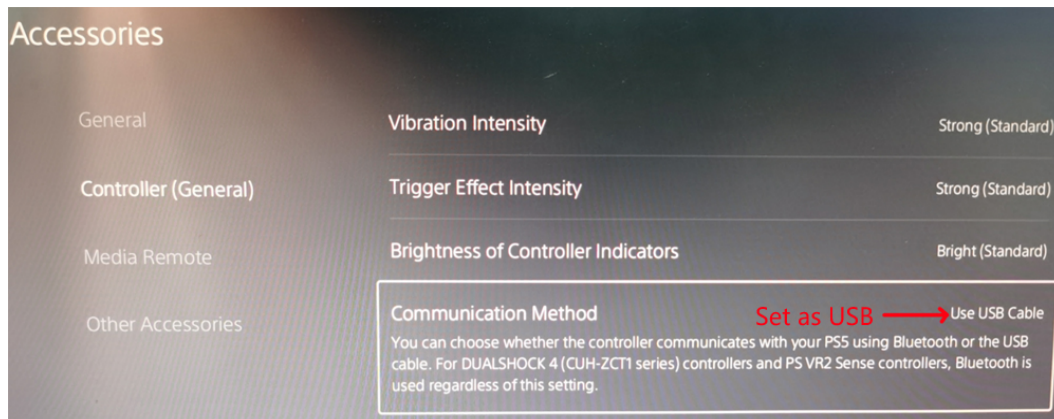 Accessories
General
Controller (General)
Media Remote
Other Accessories
Vibration Intensity Strong (Standard)
Trigger Effect Intensity Strong (Standard)
Brightness of Controller Indicators Bright (Standard)
Communication Method Set as USB Use USB Cable
You can choose whether the controller communicates with your PS5 using Bluetooth or the USB
cable. For DUALSHOCK 4 (CUH-ZCT1 series) controllers and PS VR2 Sense controllers, Bluetooth is
used regardless of this setting.